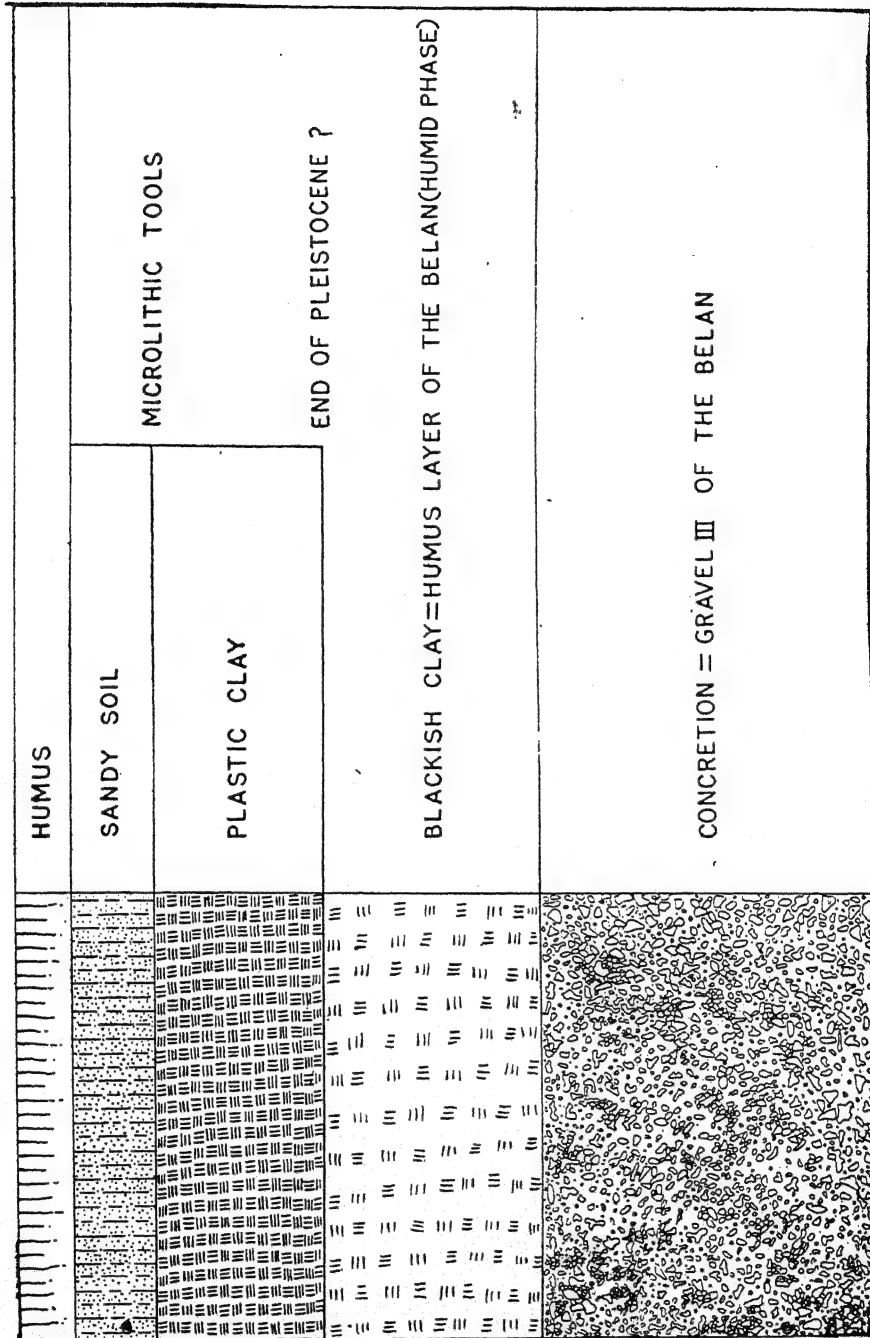 HUMUS
SANDY SOIL
MICROLITHIC TOOLS
PLASTIC CLAY
END OF PLEISTOCENE ?
BLACKISH CLAY=HUMUS LAYER OF THE BELAN(HUMID PHASE)
CONCRETION = GRAVEL III OF THE BELAN